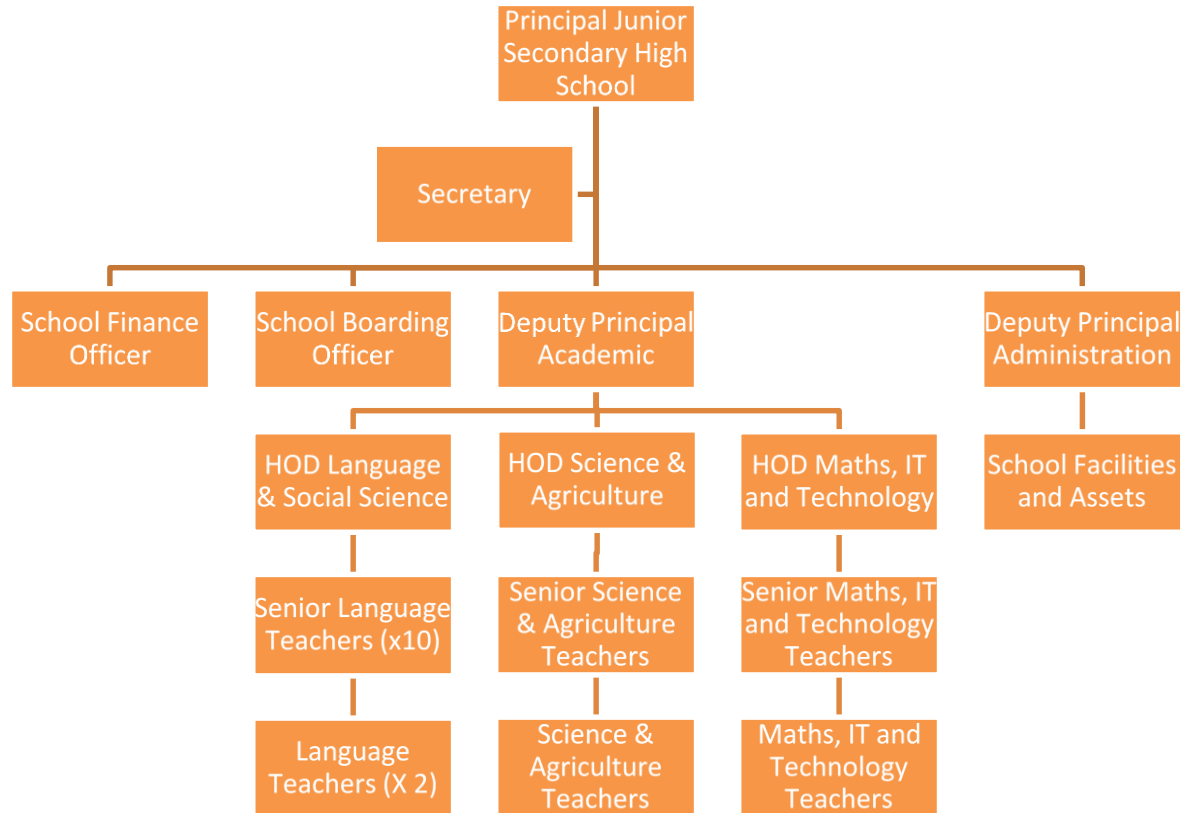 Principal Junior
Secondary High
School
Secretary
School Finance
Officer
School Boarding
Officer
Deputy Principal
Academic
Deputy Principal
Administration
HOD Language
& Social Science
HOD Science &
Agriculture
HOD Maths, IT
and Technology
School Facilities
and Assets
Senior Language
Teachers (x10)
Senior Science
& Agriculture
Teachers
Senior Maths, IT
and Technology
Teachers
Language
Teachers (X 2)
Science &
Agriculture
Teachers
Maths, IT and
Technology
Teachers